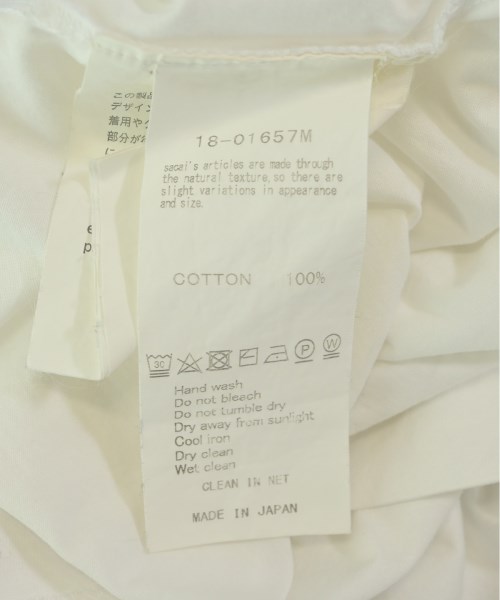 この製品
デザイン
着用や
部分が
18-01657M
sacai's articles are made through
the natural texture, so there are
slight variations in appearance
and size.
COTTON 100%
30 P W
Hand wash
Do not bleach
Do not tumble dry
Dry away from sunlight
Cool iron
Dry clean
Wet clean
CLEAN IN NET
MADE IN JAPAN